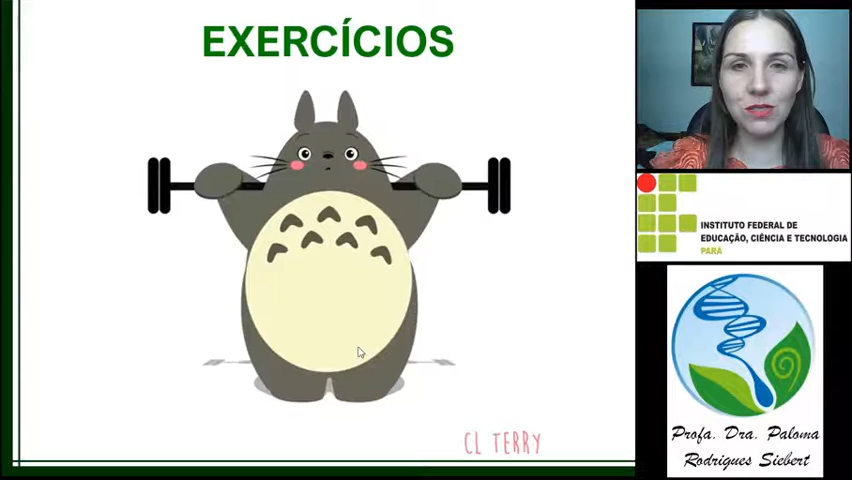 EXERCÍCIOS
CL TERRY
INSTITUTO FEDERAL DE
EDUCAÇÃO, CIÊNCIA E TECNOLOGIA
PARÁ
Profa. Dra. Paloma
Rodrigues Siebert